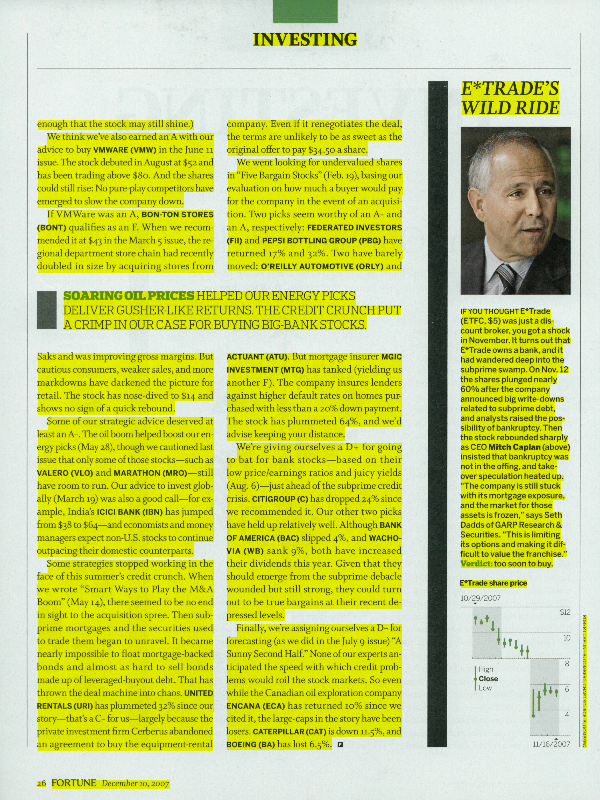 INVESTING
enough that the stock may still shine.)
We think we've also earned an A with our
advice to buy VMWARE (VMW) in the June 11
issue. The stock debuted in August at $52 and
has been trading above $80. And the shares
could still rise: No pure-play competitors have
emerged to slow the company down.
If VMWare was an A, BON-TON STORES
(BONT) qualifies as an F. When we recom-
mended it at $43 in the March 5 issue, the re-
gional department store chain had recently
doubled in size by acquiring stores from
company. Even if it renegotiates the deal,
the terms are unlikely to be as sweet as the
original offer to pay $34.50 a share.
We went looking for undervalued shares
in "Five Bargain Stocks" (Feb. 19), basing our
evaluation on how much a buyer would pay
for the company in the event of an acquisi-
tion. Two picks seem worthy of an A- and
an A, respectively: FEDERATED INVESTORS
(FII) and PEPSI BOTTLING GROUP (PBG) have
returned 17% and 32%. Two have barely
moved: O'REILLY AUTOMOTIVE (ORLY) and
SOARING OIL PRICES HELPED OUR ENERGY PICKS
DELIVER GUSHER-LIKE RETURNS. THE CREDIT CRUNCH PUT
A CRIMP IN OUR CASE FOR BUYING BIG-BANK STOCKS.
Saks and was improving gross margins. But
cautious consumers, weaker sales, and more
markdowns have darkened the picture for
retail. The stock has nose-dived to $14 and
shows no sign of a quick rebound.
Some of our strategic advice deserved at
least an A-. The oil boom helped boost our en-
ergy picks (May 28), though we cautioned last
issue that only some of those stocks—such as
VALERO (VLO) and MARATHON (MRO)—still
have room to run. Our advice to invest glob-
ally (March 19) was also a good call—for ex-
ample, India's ICICI BANK (IBN) has jumped
from $38 to $64—and economists and money
managers expect non-U.S. stocks to continue
outpacing their domestic counterparts.
Some strategies stopped working in the
face of this summer's credit crunch. When
we wrote "Smart Ways to Play the M&A
Boom" (May 14), there seemed to be no end
in sight to the acquisition spree. Then sub-
prime mortgages and the securities used
to trade them began to unravel. It became
nearly impossible to float mortgage-backed
bonds and almost as hard to sell bonds
made up of leveraged-buyout debt. That has
thrown the deal machine into chaos. UNITED
RENTALS (URI) has plummeted 32% since our
story—that's a C- for us—largely because the
private investment firm Cerberus abandoned
an agreement to buy the equipment-rental
ACTUANT (ATU). But mortgage insurer MGIC
INVESTMENT (MTG) has tanked (yielding us
another F). The company insures lenders
against higher default rates on homes pur-
chased with less than a 20% down payment.
The stock has plummeted 64%, and we'd
advise keeping your distance.
We're giving ourselves a D+ for going
to bat for bank stocks—based on their
low price/earnings ratios and juicy yields
(Aug. 6)—just ahead of the subprime credit
crisis. CITIGROUP (C) has dropped 24% since
we recommended it. Our other two picks
have held up relatively well. Although BANK
OF AMERICA (BAC) slipped 4%, and WACHO-
VIA (WB) sank 9%, both have increased
their dividends this year. Given that they
should emerge from the subprime debacle
wounded but still strong, they could turn
out to be true bargains at their recent de-
pressed levels.
Finally, we're assigning ourselves a D- for
forecasting (as we did in the July 9 issue) "A
Sunny Second Half." None of our experts an-
ticipated the speed with which credit prob-
lems would roil the stock markets. So even
while the Canadian oil exploration company
ENCANA (ECA) has returned 10% since we
cited it, the large-caps in the story have been
losers. CATERPILLAR (CAT) is down 11.5%, and
BOEING (BA) has lost 6.5%. F
E*TRADE'S
WILD RIDE
IF YOU THOUGHT E*Trade
(ETFC, $5) was just a dis-
count broker, you got a shock
in November. It turns out that
E*Trade owns a bank, and it
had wandered deep into the
subprime swamp. On Nov. 12
the shares plunged nearly
60% after the company
announced big write-downs
related to subprime debt,
and analysts raised the pos-
sibility of bankruptcy. Then
the stock rebounded sharply
as CEO Mitch Caplan (above)
insisted that bankruptcy was
not in the offing, and take-
over speculation heated up.
"The company is still stuck
with its mortgage exposure,
and the market for those
assets is frozen," says Seth
Dadds of GARP Research &
Securities. "This is limiting
its options and making it dif-
ficult to value the franchise."
Verdict: too soon to buy.
E*Trade share price
10/29/2007
$12
10
8
6
4
High
Close
Low
11/16/2007
26 FORTUNE December 10, 2007